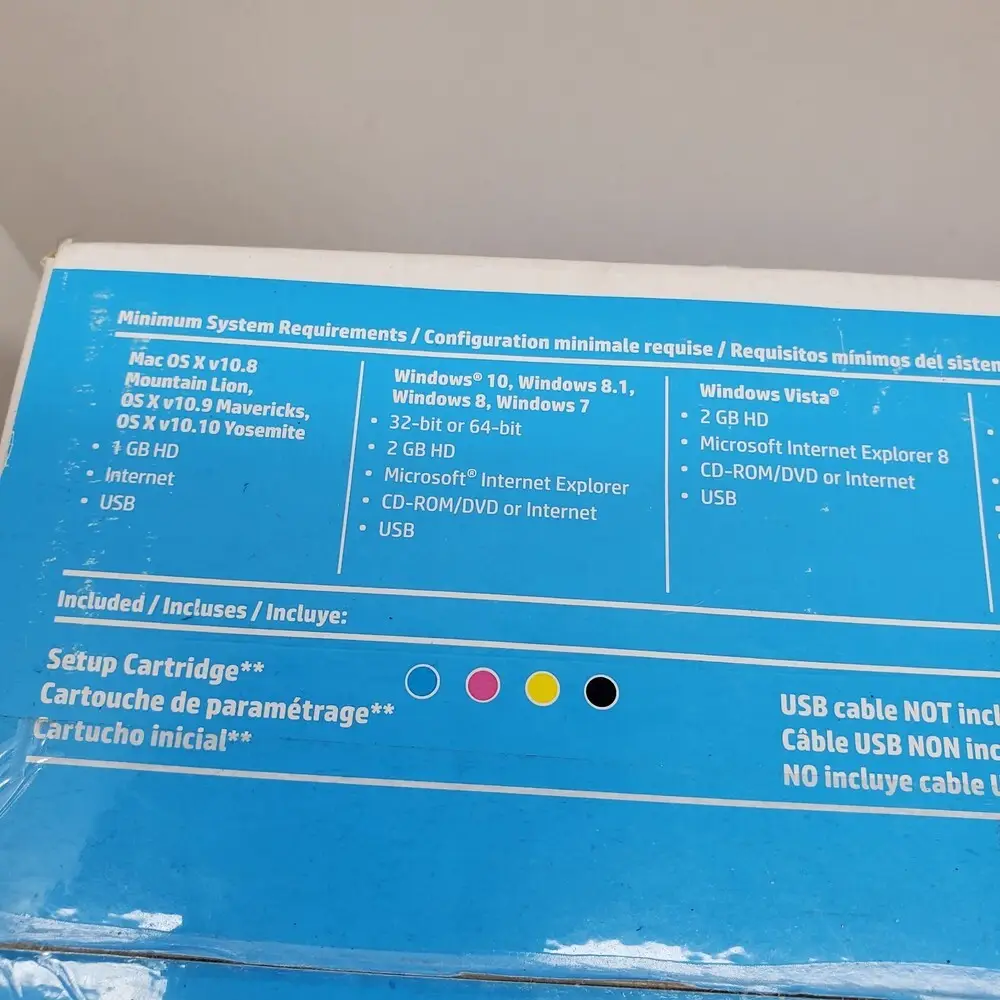 Minimum System Requirements / Configuration minimale requise / Requisitos mínimos del sistem
Mac OS X v10.8
Mountain Lion,
OS X v10.9 Mavericks,
OS X v10.10 Yosemite
• 1 GB HD
• Internet
• USB
Windows® 10, Windows 8.1,
Windows 8, Windows 7
• 32-bit or 64-bit
• 2 GB HD
• Microsoft® Internet Explorer
• CD-ROM/DVD or Internet
• USB
Windows Vista®
• 2 GB HD
• Microsoft Internet Explorer 8
• CD-ROM/DVD or Internet
• USB
Included / Incluses / Incluye:
Setup Cartridge**
Cartouche de paramétrage**
Cartucho inicial**
USB cable NOT incl
Câble USB NON inc
NO incluye cable U